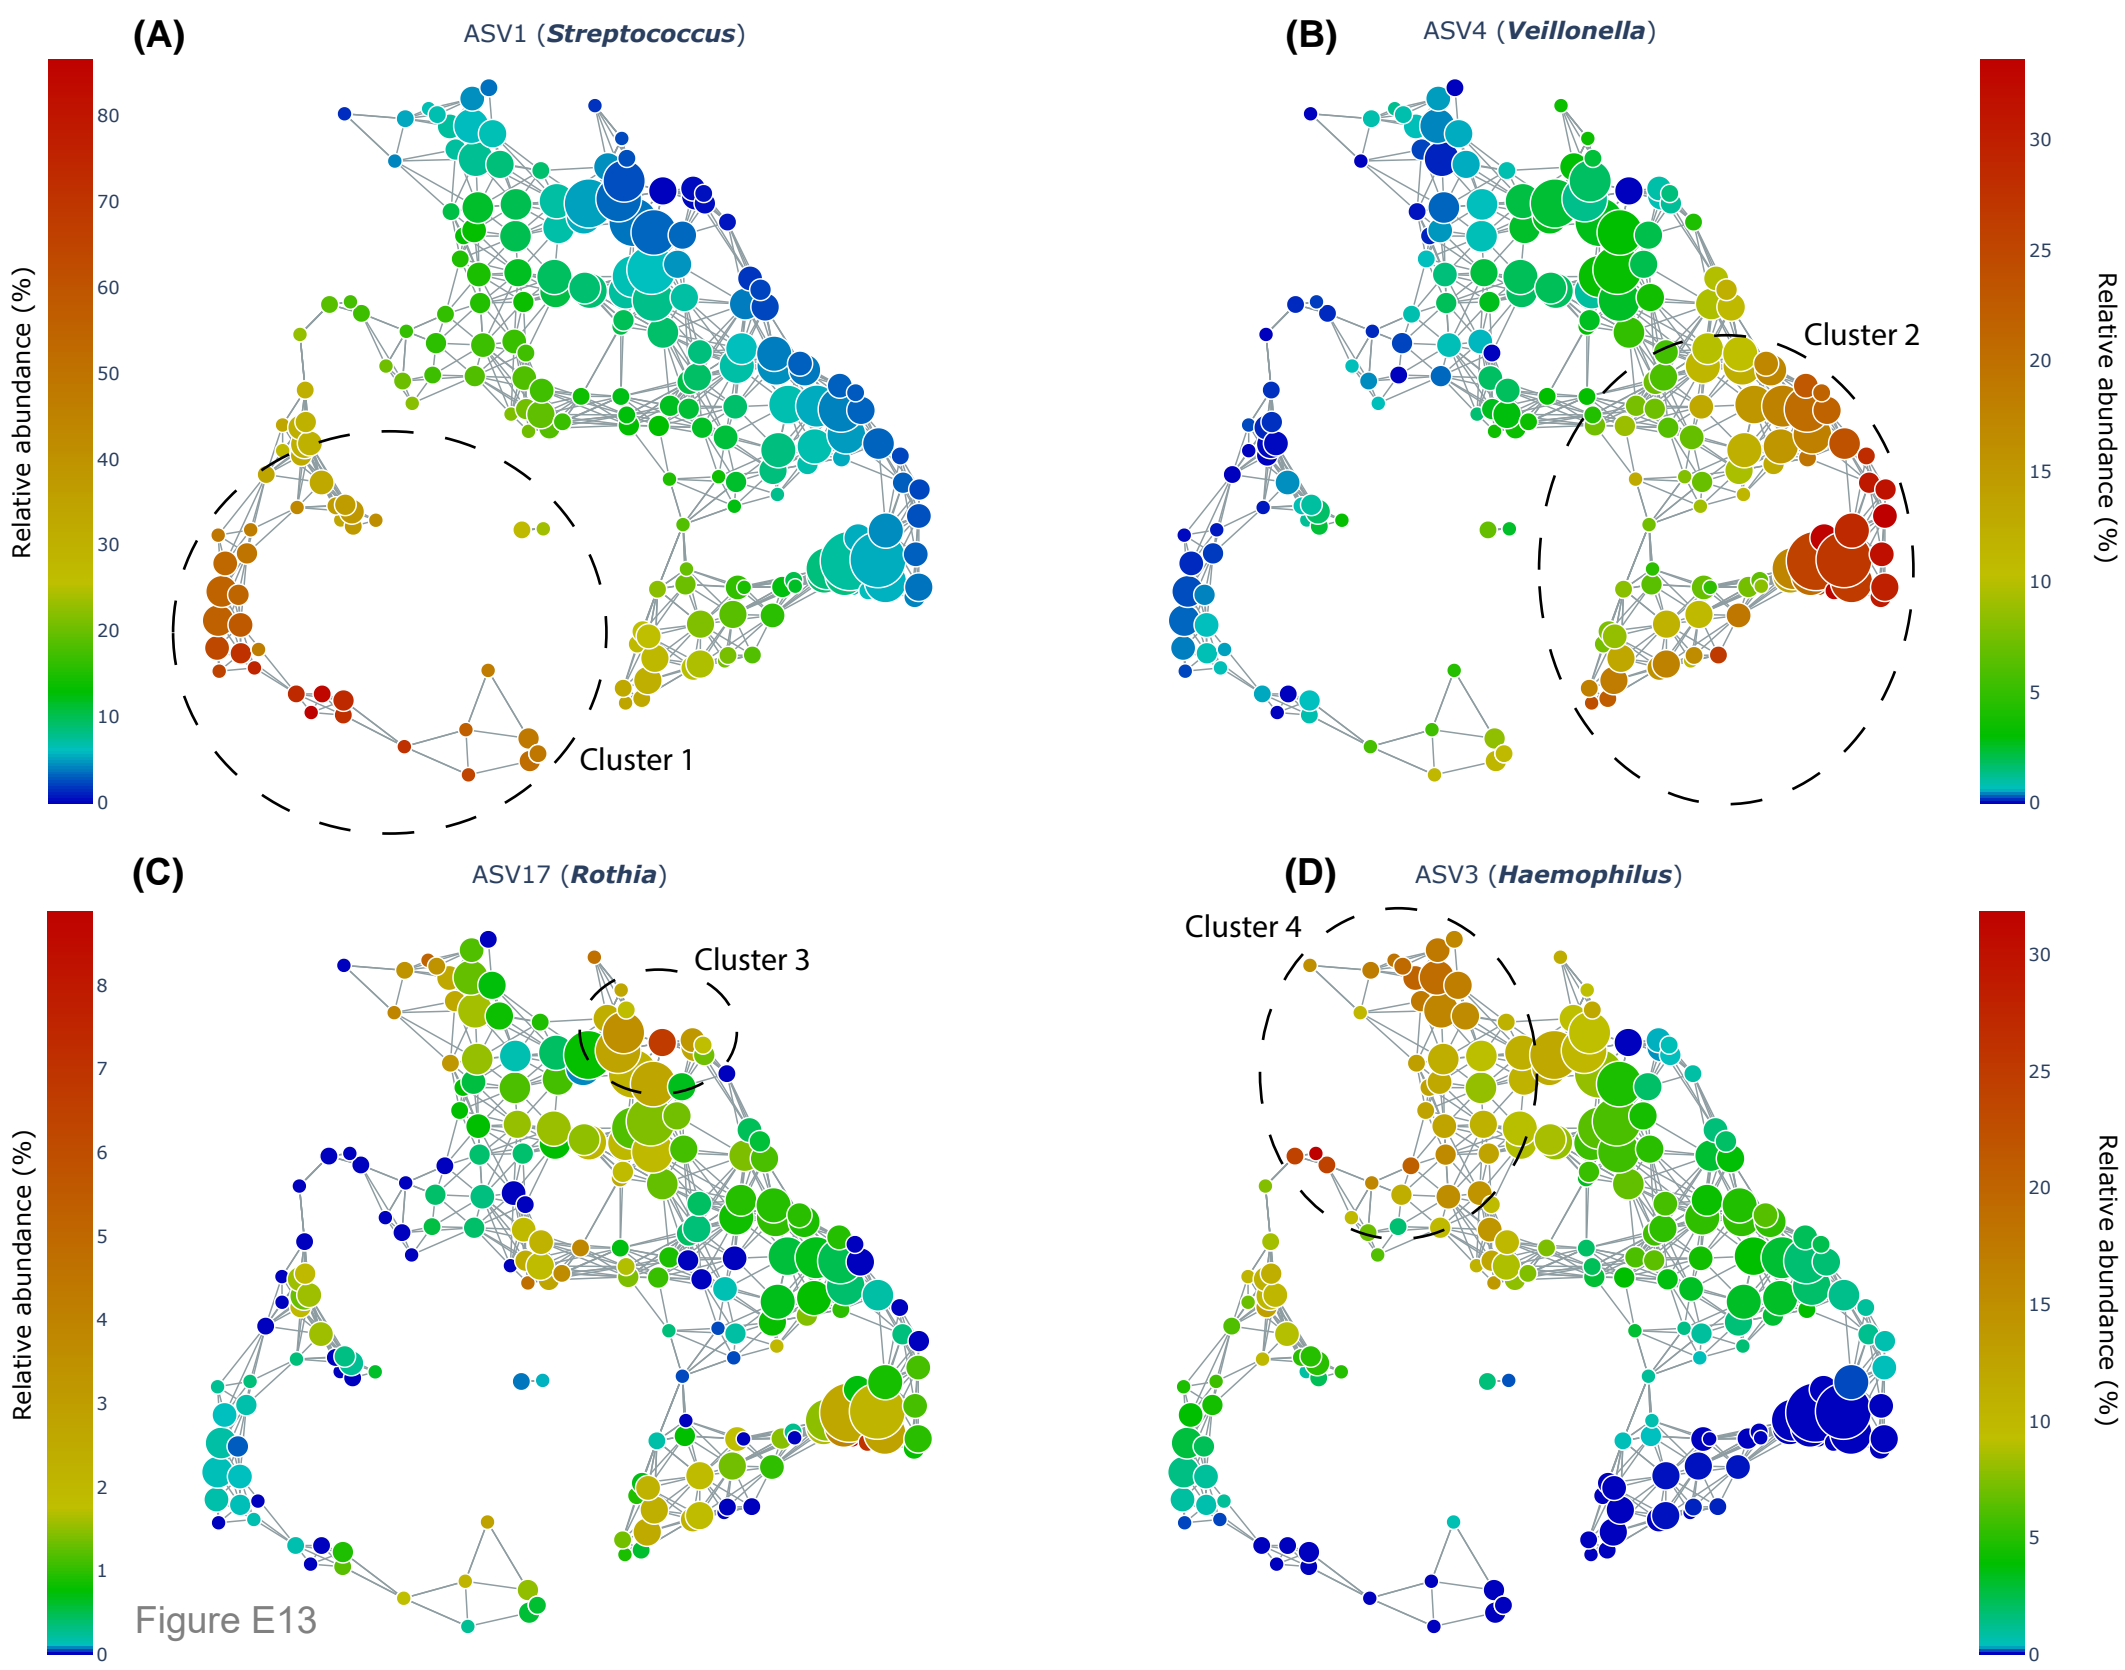 (A)
ASV1 (Streptococcus)
Relative abundance (%)
80
70
60
50
40
30
20
10
0
Cluster 1
(B)
ASV4 (Veillonella)
Cluster 2
30
25
20
15
10
5
0
Relative abundance (%)
(C)
ASV17 (Rothia)
Relative abundance (%)
8
7
6
5
4
3
2
1
0
Cluster 3
Figure E13
(D)
ASV3 (Haemophilus)
Cluster 4
30
25
20
15
10
5
0
Relative abundance (%)